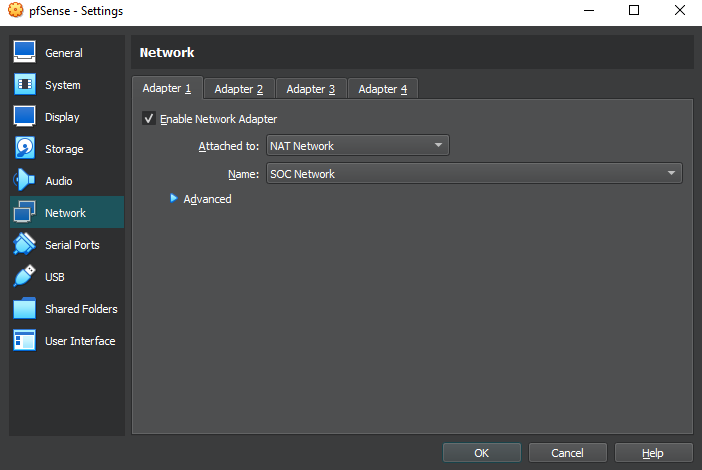 pfSense - Settings
General
System
Display
Storage
Audio
Network
Serial Ports
USB
Shared Folders
User Interface
Network
Adapter 1
Adapter 2
Adapter 3
Adapter 4
Enable Network Adapter
Attached to: NAT Network
Name: SOC Network
Advanced
OK
Cancel
Help